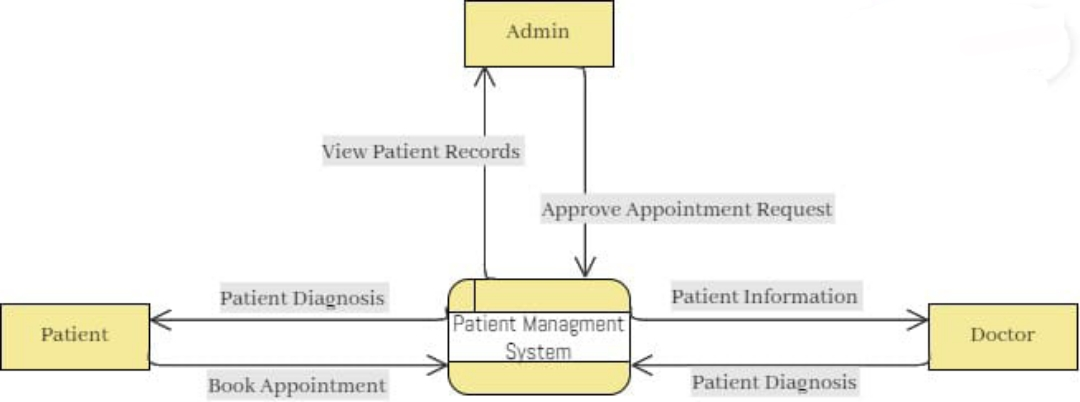 Admin
View Patient Records
Approve Appointment Request
Patient Diagnosis
Patient Information
Patient
Patient Managment
System
Doctor
Book Appointment
Patient Diagnosis